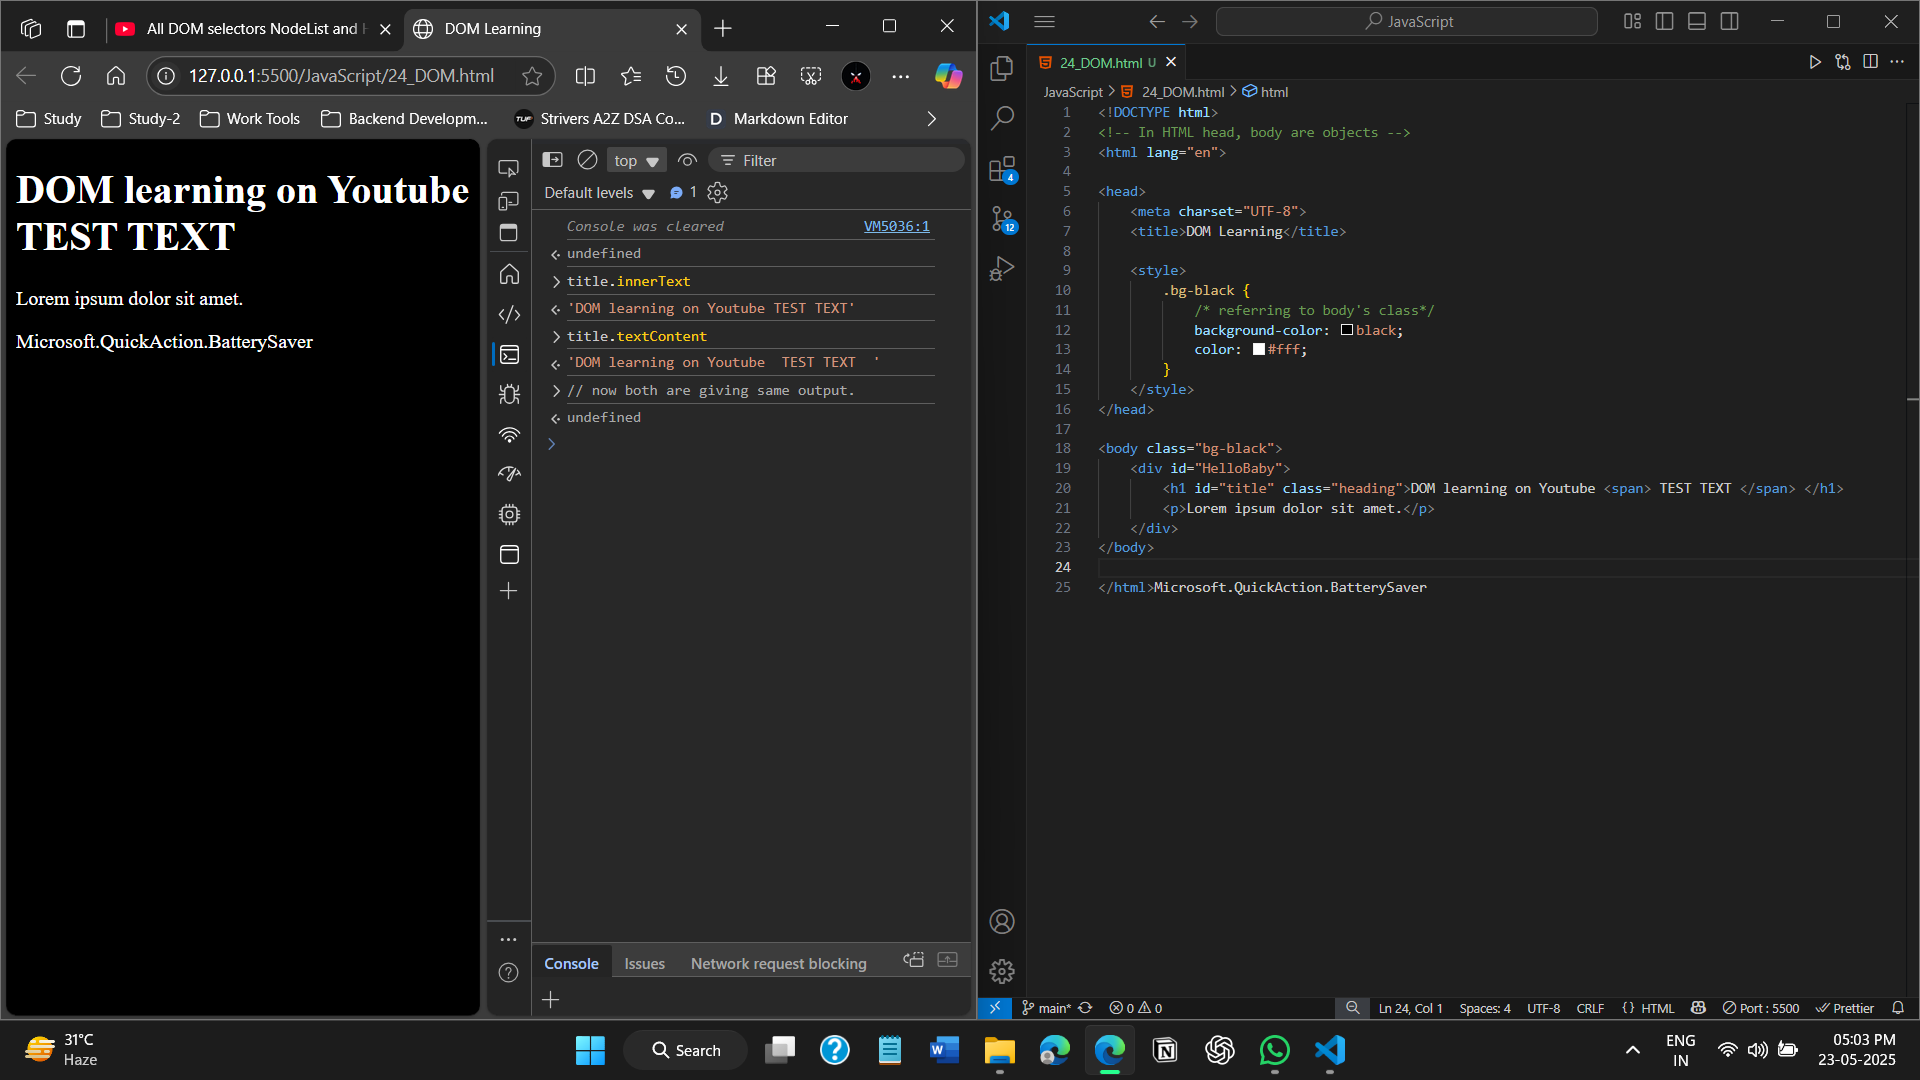 All DOM selectors NodeList and H
DOM Learning
127.0.0.1:5500/JavaScript/24_DOM.html
Study
Study-2
Work Tools
Backend Developm...
TUF
Strivers A2Z DSA Co...
D
Markdown Editor
DOM learning on Youtube
TEST TEXT
Lorem ipsum dolor sit amet.
Microsoft.QuickAction.BatterySaver
top
Filter
Default levels
1
Console was cleared
VM5036:1
undefined
title.innerText
'DOM learning on Youtube TEST TEXT'
title.textContent
'DOM learning on Youtube  TEST TEXT  '
// now both are giving same output.
undefined
Console
Issues
Network request blocking
JavaScript
24_DOM.html U
JavaScript > 24_DOM.html > html
4
12
1 <!DOCTYPE html>
2 <!-- In HTML head, body are objects -->
3 <html lang="en">
4
5 <head>
6 <meta charset="UTF-8">
7 <title>DOM Learning</title>
8
9 <style>
10 .bg-black {
11 /* referring to body's class*/
12 background-color: black;
13 color: #fff;
14 }
15 </style>
16 </head>
17
18 <body class="bg-black">
19 <div id="HelloBaby">
20 <h1 id="title" class="heading">DOM learning on Youtube <span> TEST TEXT </span> </h1>
21 <p>Lorem ipsum dolor sit amet.</p>
22 </div>
23 </body>
24
25 </html>Microsoft.QuickAction.BatterySaver
main*
0
0
Ln 24, Col 1
Spaces: 4
UTF-8
CRLF
{} HTML
Port : 5500
Prettier
31°C
Haze
Search
ENG
IN
05:03 PM
23-05-2025